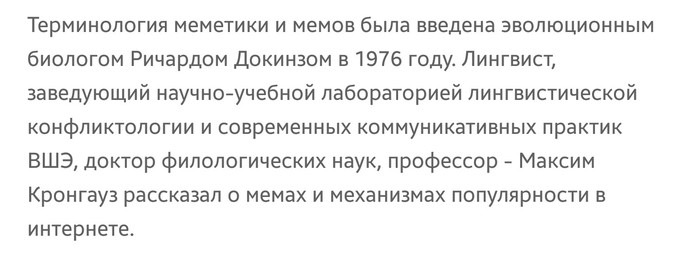 Терминология меметики и мемов была введена эволюционным
биологом Ричардом Докинзом в 1976 году. Лингвист,
заведующий научно-учебной лабораторией лингвистической
конфликтологии и современных коммуникативных практик
ВШЭ, доктор филологических наук, профессор - Максим
Кронгауз рассказал о мемах и механизмах популярности в
интернете.